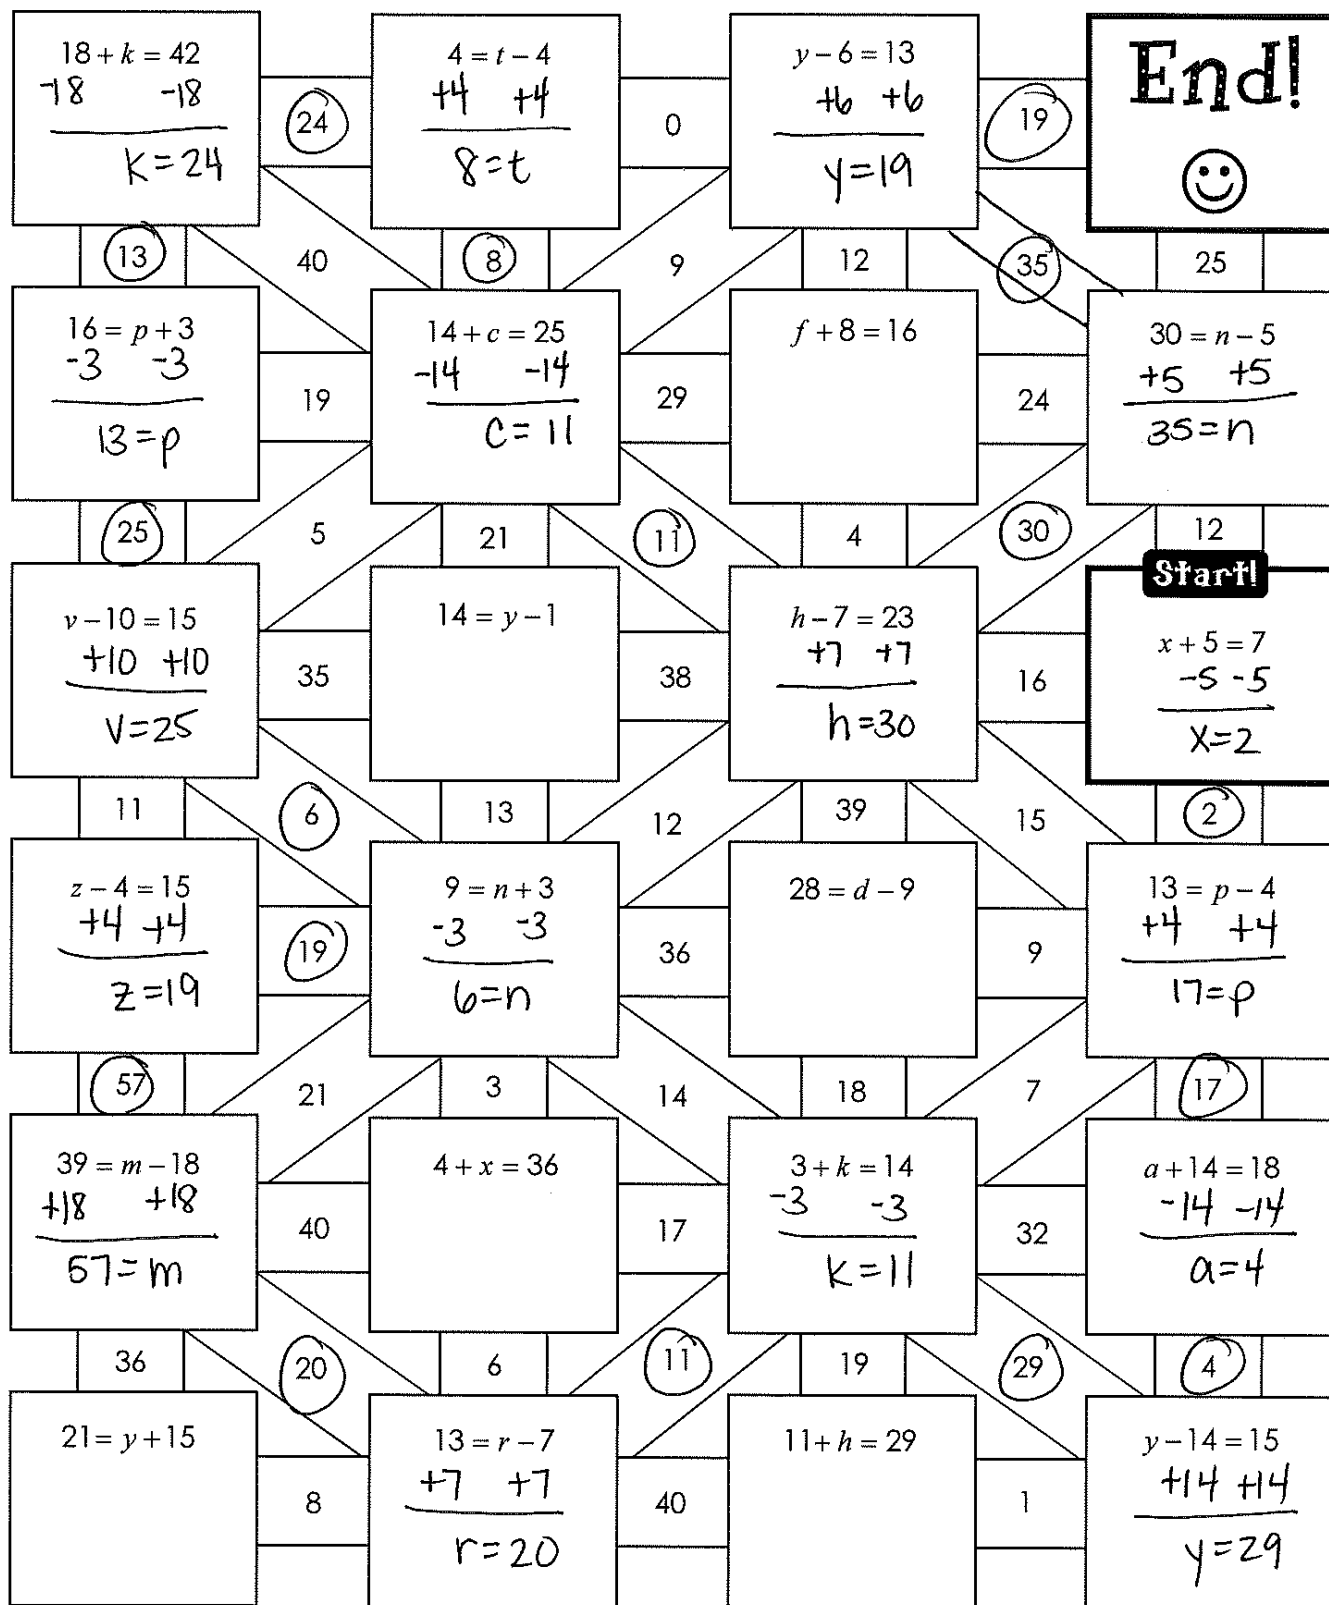 18 + k = 42
-18 -18
k = 24
24
4 = t − 4
+4 +4
8 = t
0
y − 6 = 13
+6 +6
y = 19
19
End!
13
40
8
9
12
35
25
16 = p + 3
-3 -3
13 = p
19
14 + c = 25
-14 -14
c = 11
29
f + 8 = 16
24
30 = n − 5
+5 +5
35 = n
25
5
21
11
4
30
12
v − 10 = 15
+10 +10
v = 25
35
14 = y − 1
38
h − 7 = 23
+7 +7
h = 30
16
Start!
x + 5 = 7
-5 -5
x = 2
11
6
13
12
39
15
2
z − 4 = 15
+4 +4
z = 19
19
9 = n + 3
-3 -3
6 = n
36
28 = d − 9
9
13 = p − 4
+4 +4
17 = p
57
21
3
14
18
7
17
39 = m − 18
+18 +18
57 = m
40
4 + x = 36
17
3 + k = 14
-3 -3
k = 11
32
a + 14 = 18
-14 -14
a = 4
36
20
6
11
19
29
4
21 = y + 15
8
13 = r − 7
+7 +7
r = 20
40
11 + h = 29
1
y − 14 = 15
+14 +14
y = 29